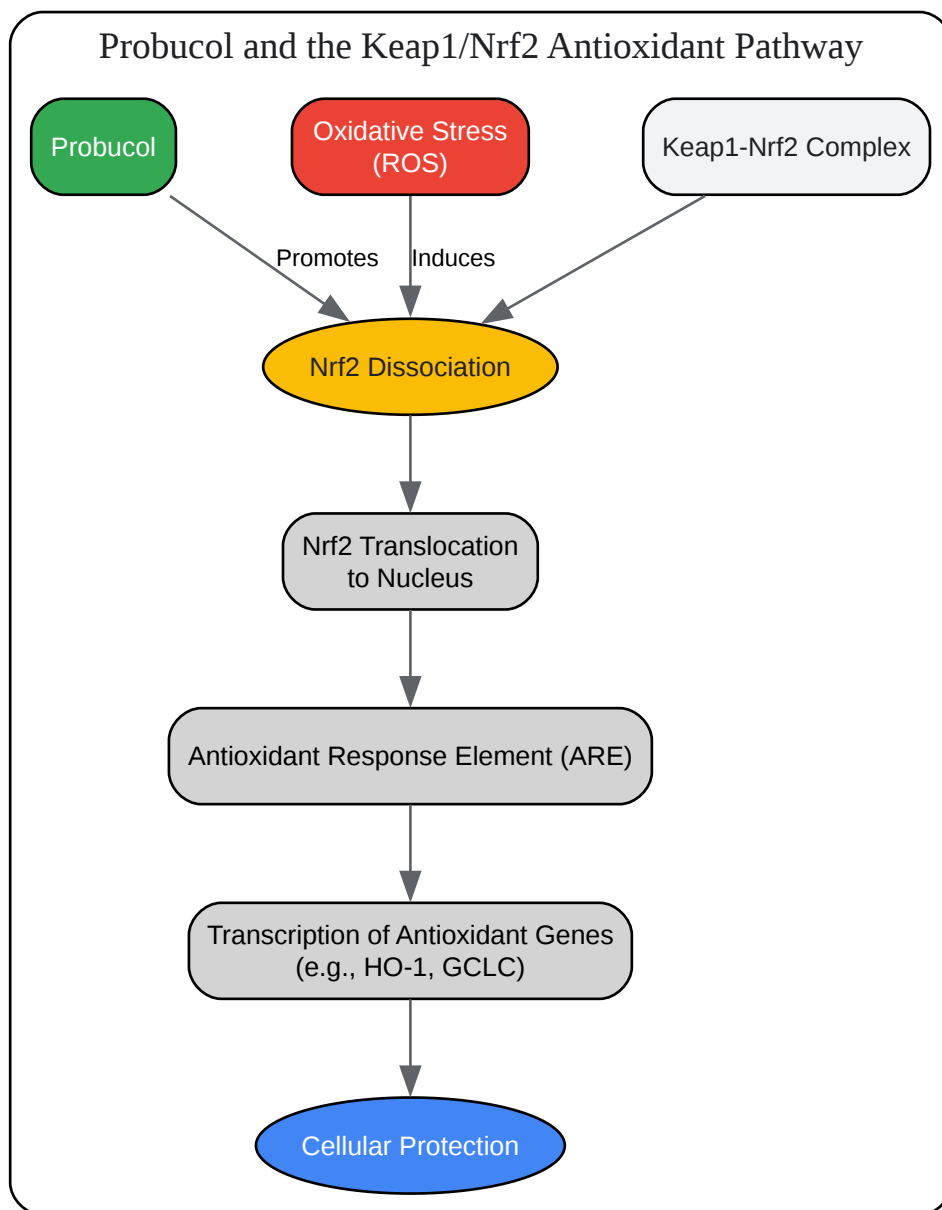 Probucol and the Keap1/Nrf2 Antioxidant Pathway
Probucol
Oxidative Stress
(ROS)
Keap1-Nrf2 Complex
Promotes
Induces
Nrf2 Dissociation
Nrf2 Translocation
to Nucleus
Antioxidant Response Element (ARE)
Transcription of Antioxidant Genes
(e.g., HO-1, GCLC)
Cellular Protection